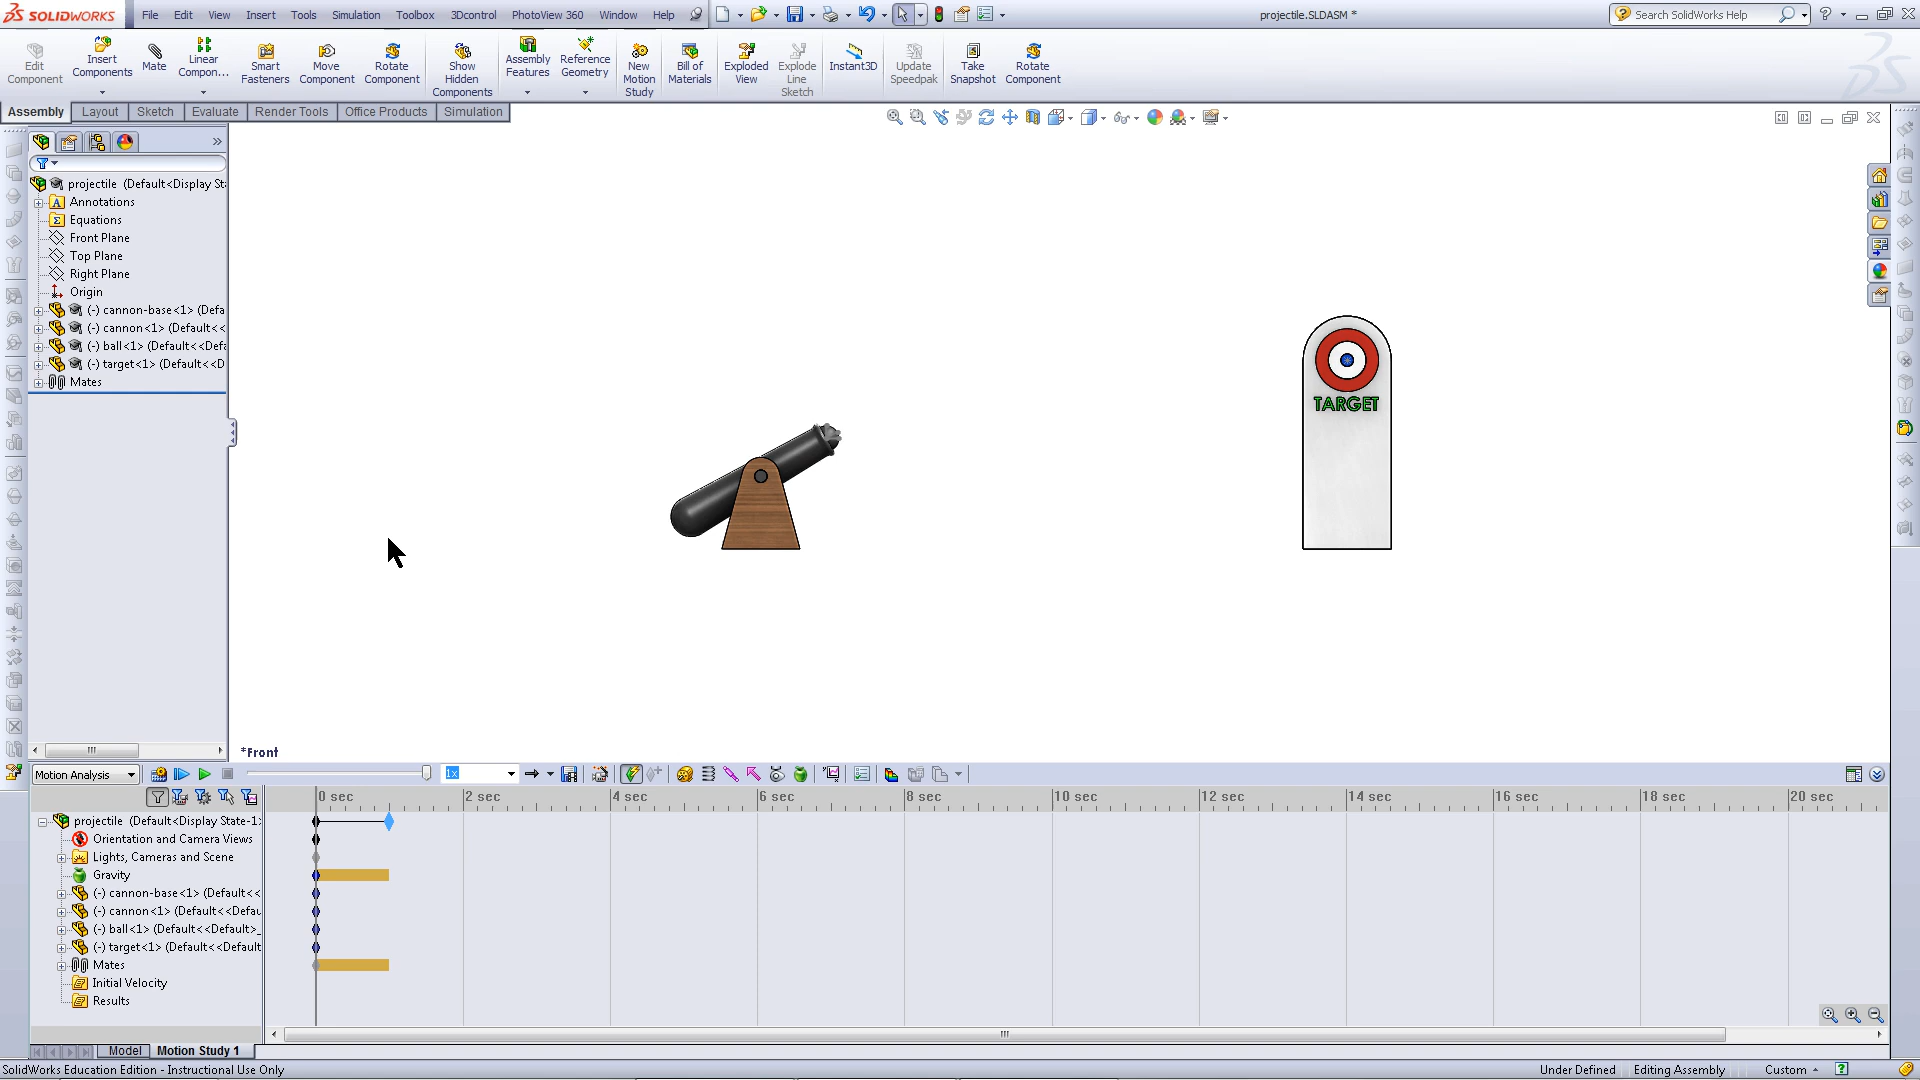 SOLIDWORKS File Edit View Insert Tools Simulation Toolbox 3Dcontrol PhotoView 360 Window Help projectile.SLDASM * Search SolidWorks Help
Edit Component
Insert Components
Mate
Linear Compon...
Smart Fasteners
Move Component
Rotate Component
Show Hidden Components
Assembly Features
Reference Geometry
New Motion Study
Bill of Materials
Exploded View
Explode Line Sketch
Instant3D
Update Speedpak
Take Snapshot
Rotate Component
Assembly Layout Sketch Evaluate Render Tools Office Products Simulation
projectile (Default<Display Sta
Annotations
Equations
Front Plane
Top Plane
Right Plane
Origin
(-) cannon-base<1> (Defa
(-) cannon<1> (Default<<
(-) ball<1> (Default<<Defa
(-) target<1> (Default<<D
Mates
TARGET
*Front
Motion Analysis 1x
0 sec 2 sec 4 sec 6 sec 8 sec 10 sec 12 sec 14 sec 16 sec 18 sec 20 sec
projectile (Default<Display State-1>
Orientation and Camera Views
Lights, Cameras and Scene
Gravity
(-) cannon-base<1> (Default<<
(-) cannon<1> (Default<<Defau
(-) ball<1> (Default<<Default>_
(-) target<1> (Default<<Default
Mates
Initial Velocity
Results
Model Motion Study 1
SolidWorks Education Edition - Instructional Use Only Under Defined Editing Assembly Custom